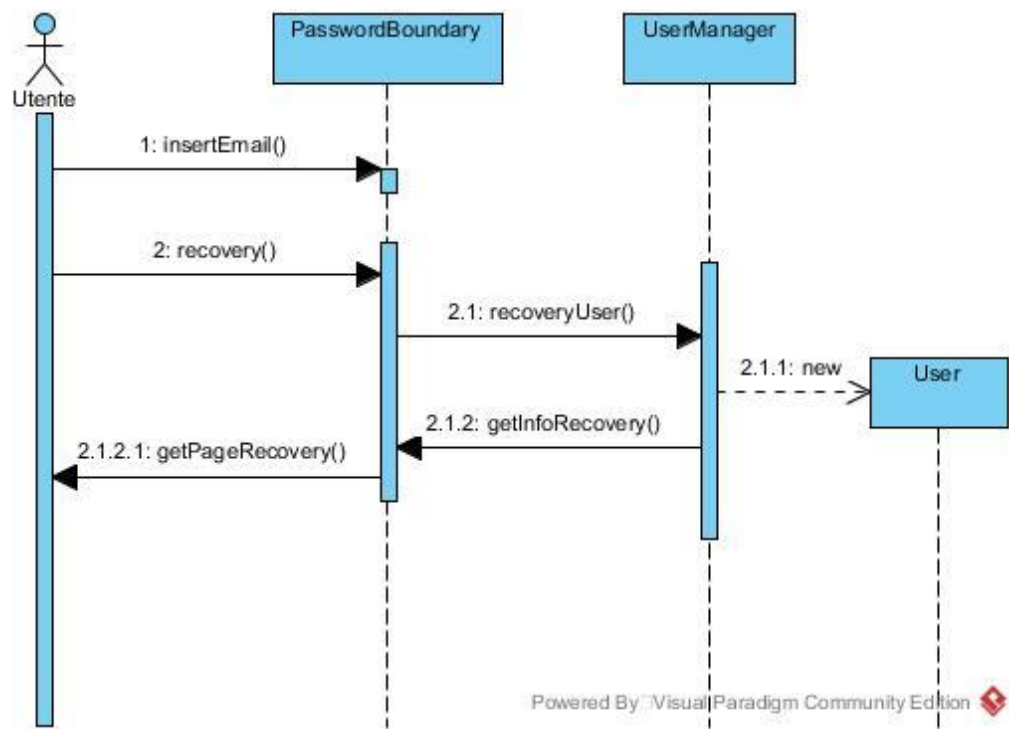 PasswordBoundary
UserManager
Utente
1: insertEmail()
2: recovery()
2.1: recoveryUser()
2.1.1: new
User
2.1.2: getInfoRecovery()
2.1.2.1: getPageRecovery()
Powered By Visual Paradigm Community Edition